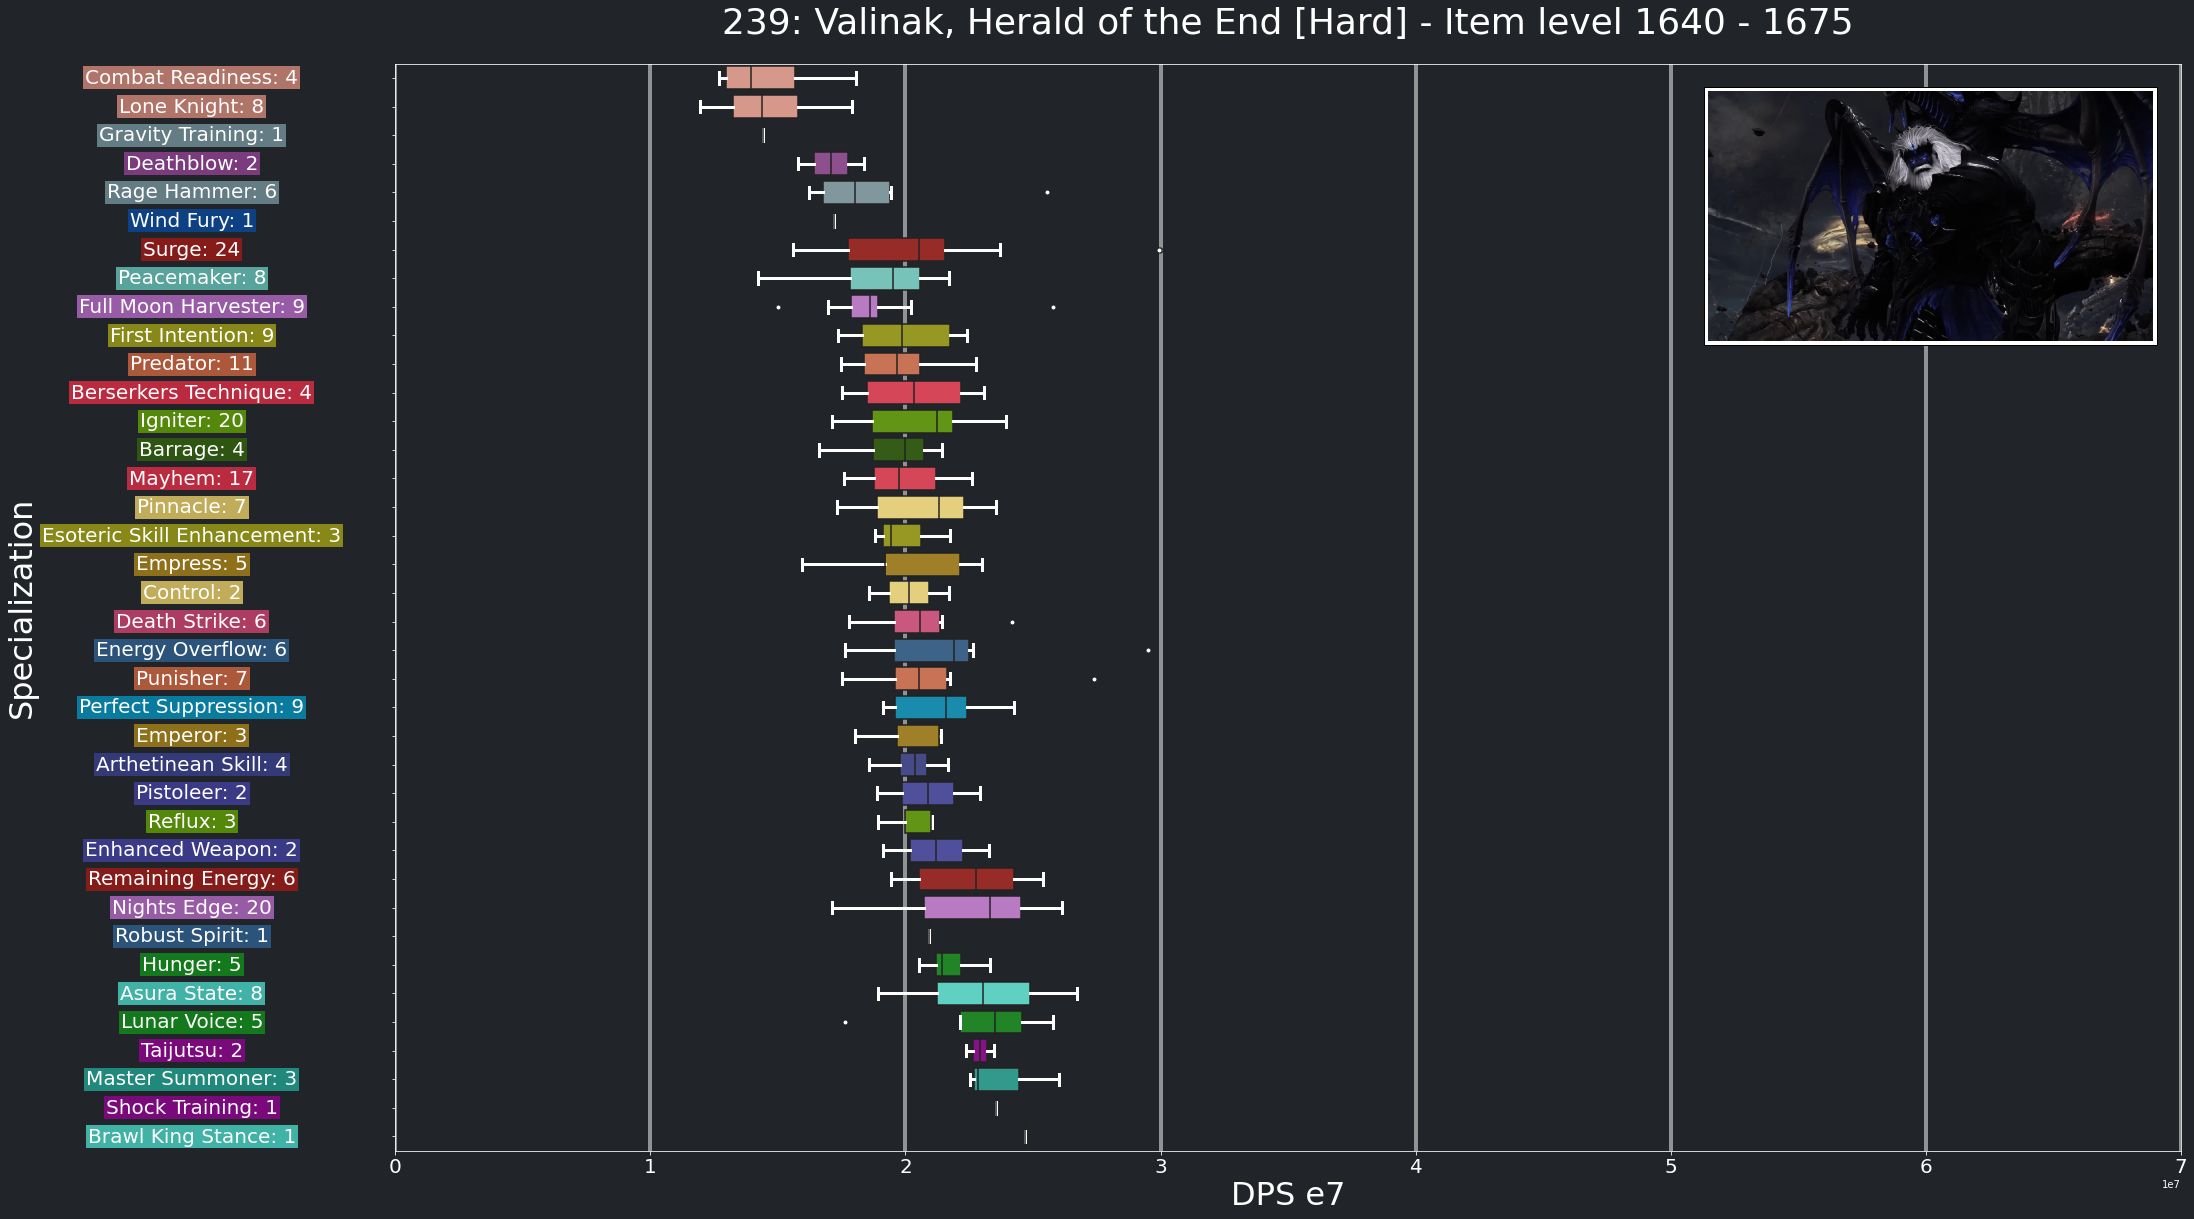 239: Valinak, Herald of the End [Hard] - Item level 1640 - 1675
Combat Readiness: 4
Lone Knight: 8
Gravity Training: 1
Deathblow: 2
Rage Hammer: 6
Wind Fury: 1
Surge: 24
Peacemaker: 8
Full Moon Harvester: 9
First Intention: 9
Predator: 11
Berserkers Technique: 4
Igniter: 20
Barrage: 4
Mayhem: 17
Pinnacle: 7
Esoteric Skill Enhancement: 3
Empress: 5
Control: 2
Death Strike: 6
Energy Overflow: 6
Punisher: 7
Perfect Suppression: 9
Emperor: 3
Arthetinean Skill: 4
Pistoleer: 2
Reflux: 3
Enhanced Weapon: 2
Remaining Energy: 6
Nights Edge: 20
Robust Spirit: 1
Hunger: 5
Asura State: 8
Lunar Voice: 5
Taijutsu: 2
Master Summoner: 3
Shock Training: 1
Brawl King Stance: 1
Specialization
0 1 2 3 4 5 6 7
1e7
DPS e7